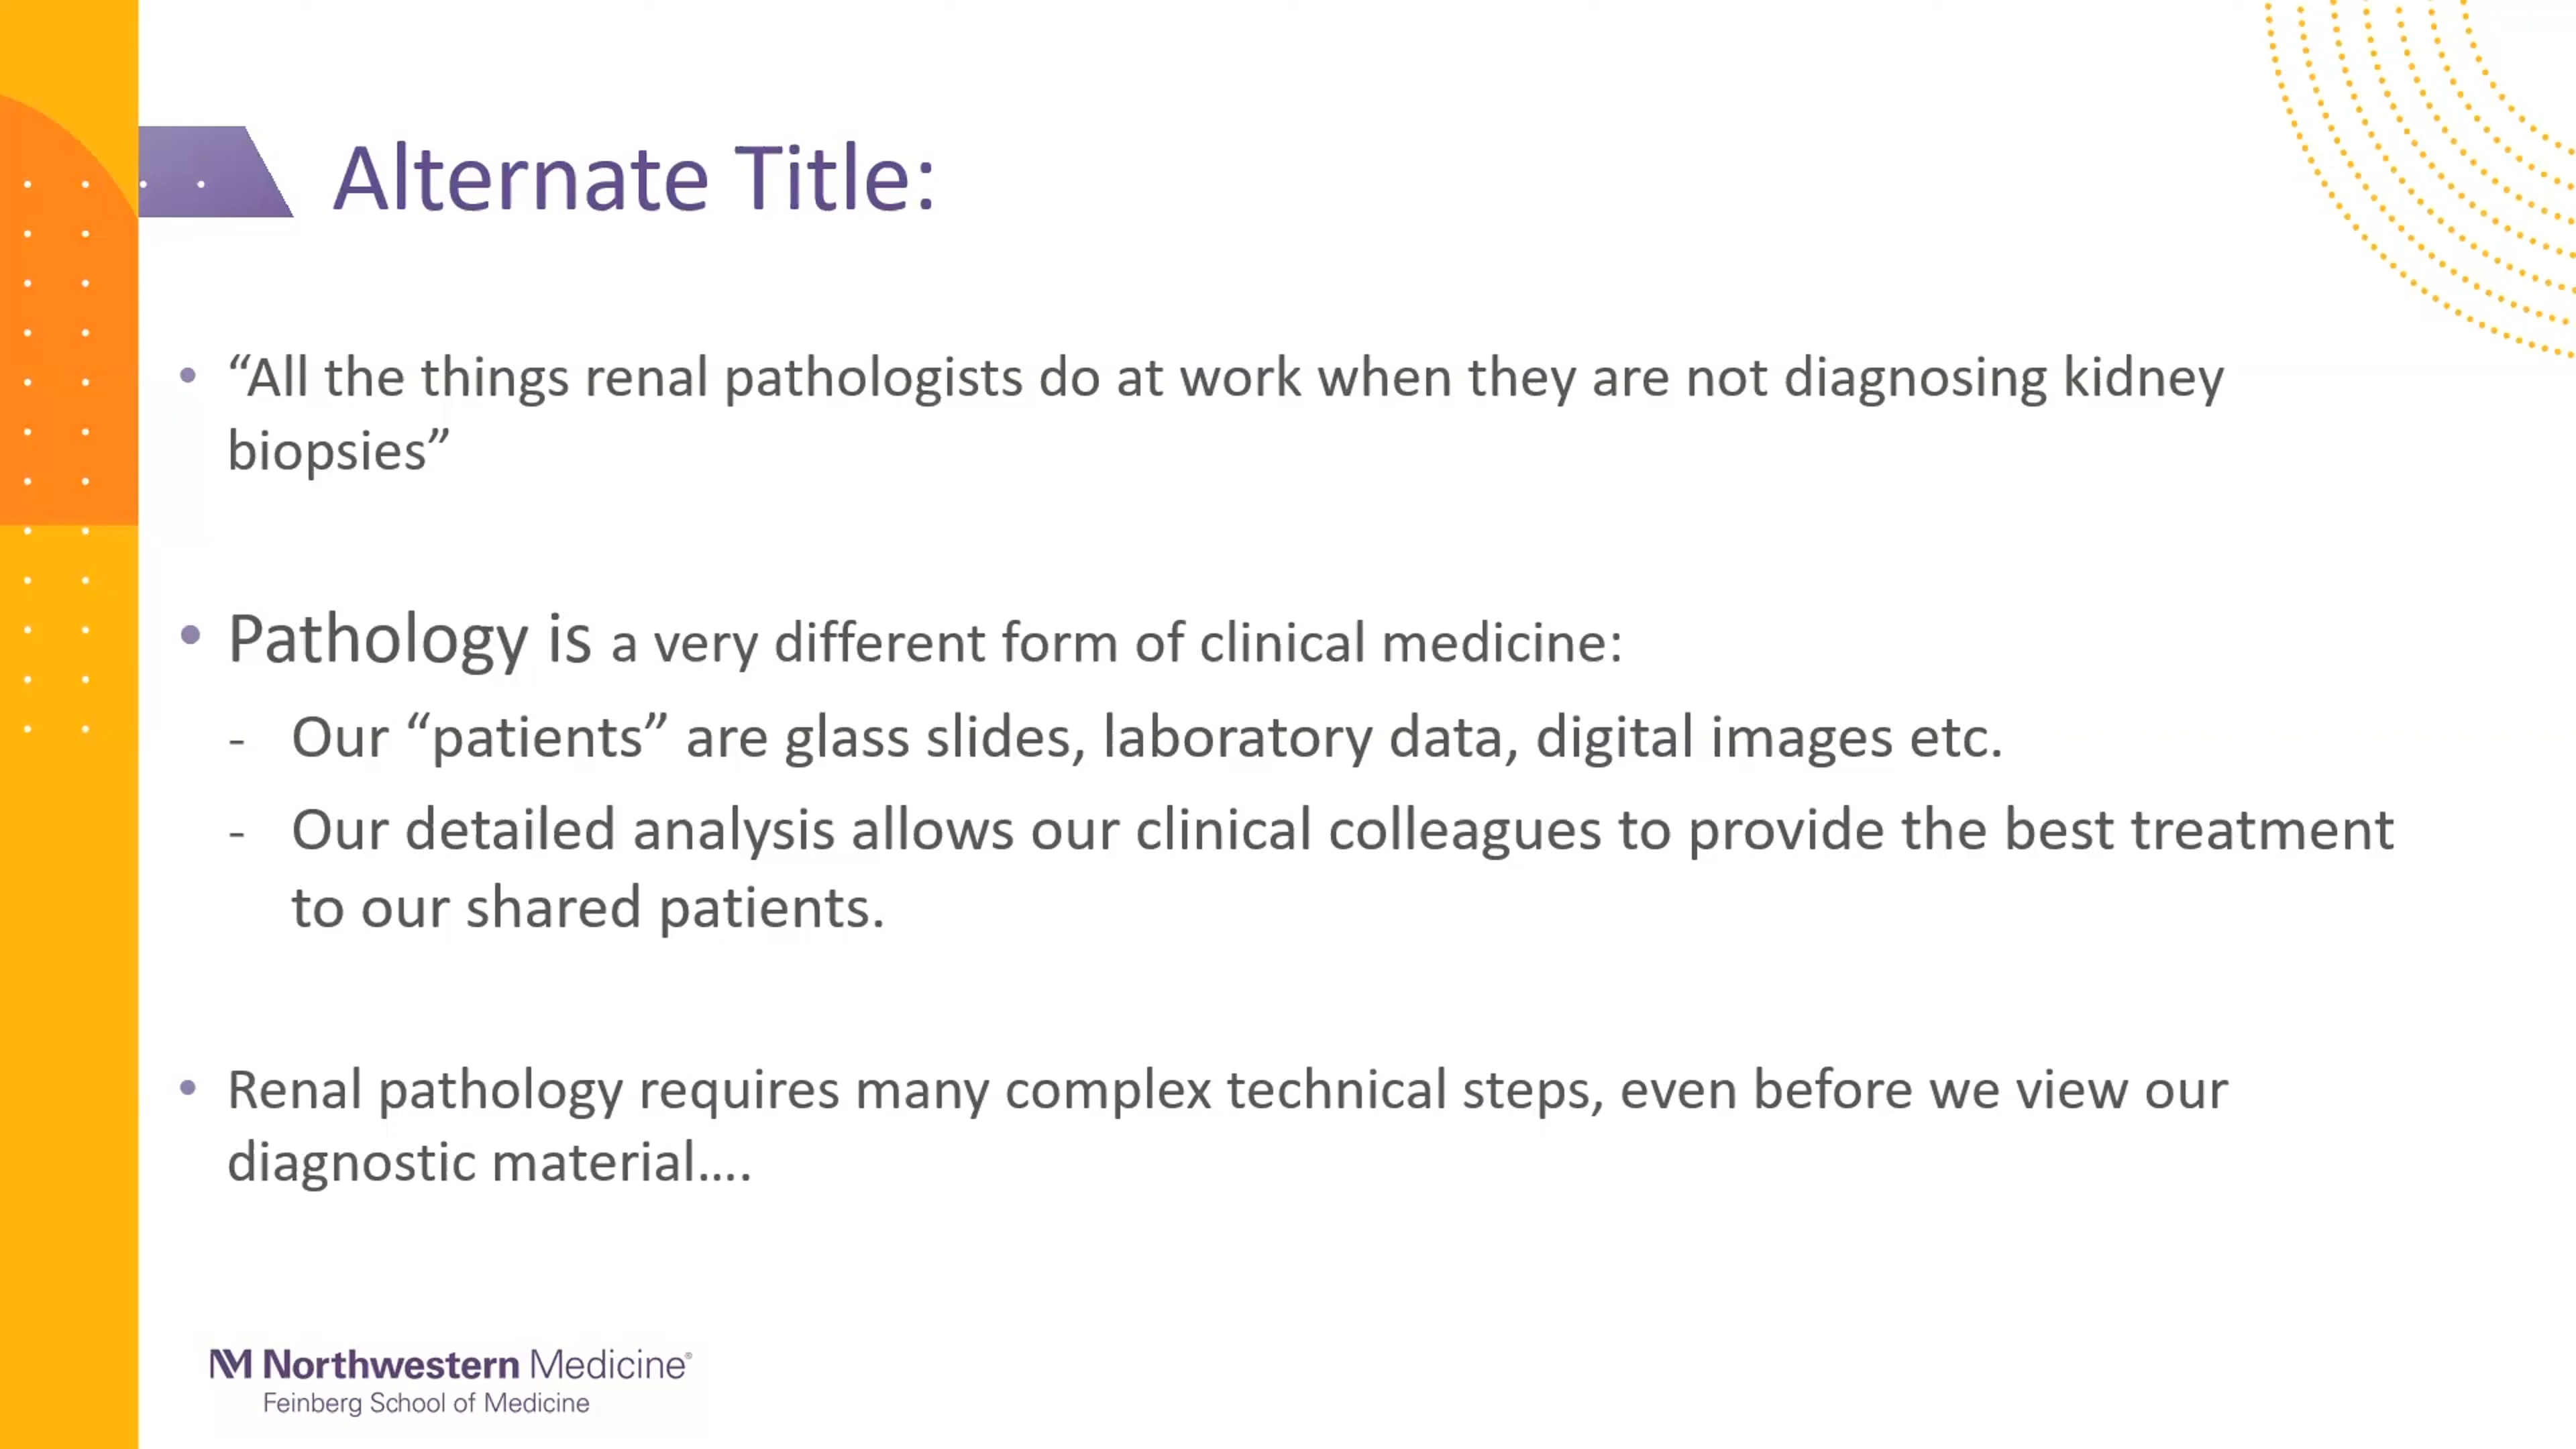 Alternate Title:
• “All the things renal pathologists do at work when they are not diagnosing kidney
biopsies”
• Pathology is a very different form of clinical medicine:
- Our “patients” are glass slides, laboratory data, digital images etc.
- Our detailed analysis allows our clinical colleagues to provide the best treatment
to our shared patients.
• Renal pathology requires many complex technical steps, even before we view our
diagnostic material....
NM Northwestern Medicine®
Feinberg School of Medicine